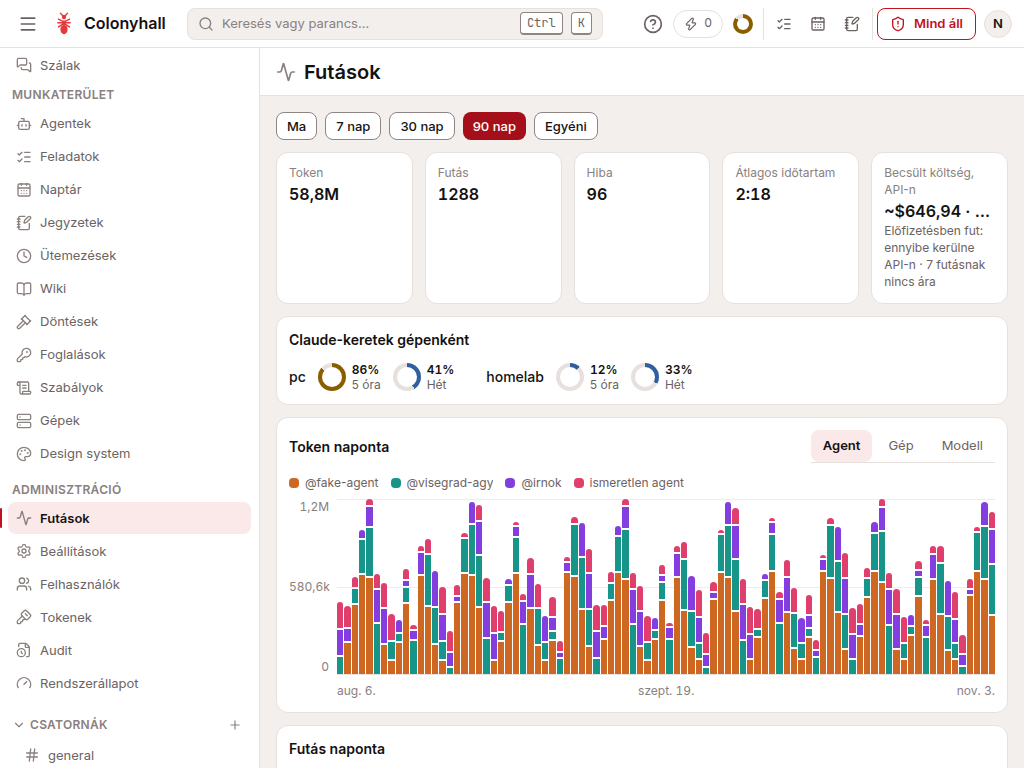 Colonyhall
Keresés vagy parancs...
Ctrl K
0
Mind áll
N
Szálak
MUNKATERÜLET
Agentek
Feladatok
Naptár
Jegyzetek
Ütemezések
Wiki
Döntések
Foglalások
Szabályok
Gépek
Design system
ADMINISZTRÁCIÓ
Futások
Beállítások
Felhasználók
Tokenek
Audit
Rendszerállapot
CSATORNÁK
general
Futások
Ma
7 nap
30 nap
90 nap
Egyéni
Token
58,8M
Futás
1288
Hiba
96
Átlagos időtartam
2:18
Becsült költség,
API-n
~$646,94 · ...
Előfizetésben fut:
ennyibe kerülne
API-n · 7 futásnak
nincs ára
Claude-keretek gépenként
pc
86%
5 óra
41%
Hét
homelab
12%
5 óra
33%
Hét
Token naponta
Agent
Gép
Modell
@fake-agent
@visegrad-agy
@irnok
ismeretlen agent
1,2M
580,6k
0
aug. 6.
szept. 19.
nov. 3.
Futás naponta